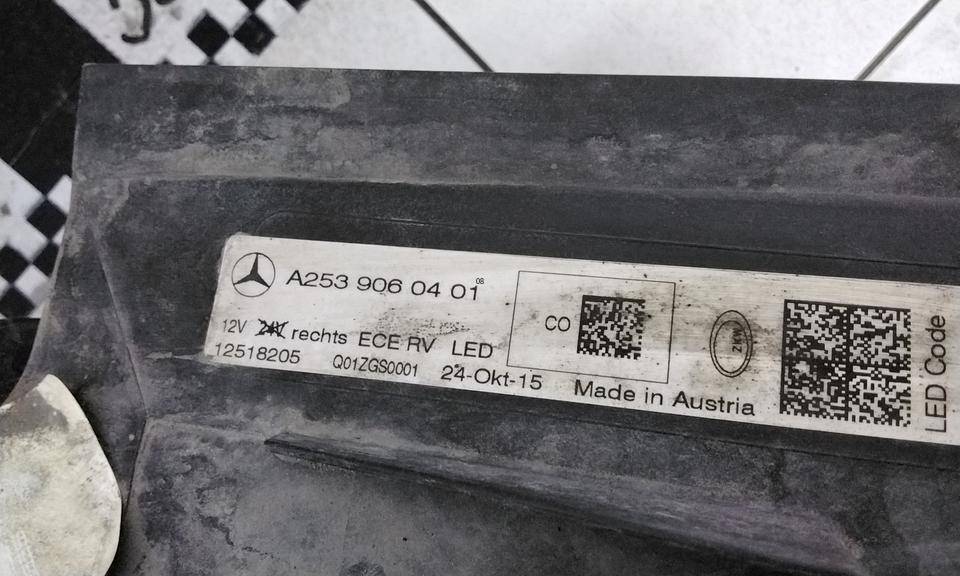 A253 906 04 01 08
12V 24V rechts ECE RV LED
12518205 Q01ZGS0001 24-Okt-15 Made in Austria
CO
ZKW
LED Code